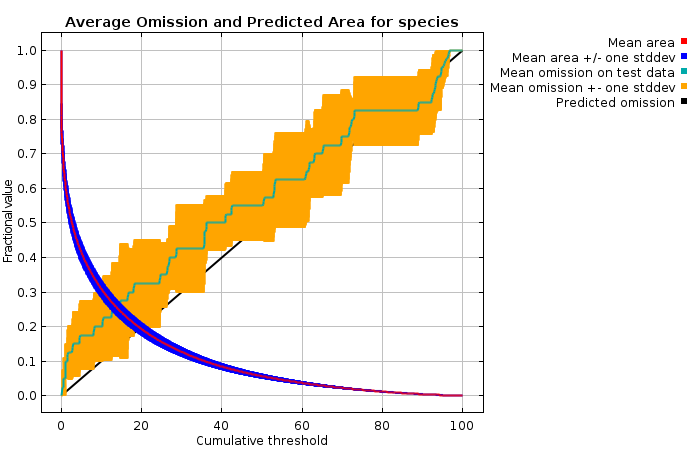 Average Omission and Predicted Area for species
Mean area
Mean area +/- one stddev
Mean omission on test data
Mean omission +- one stddev
Predicted omission
Fractional value
1.0
0.9
0.8
0.7
0.6
0.5
0.4
0.3
0.2
0.1
0.0
0 20 40 60 80 100
Cumulative threshold